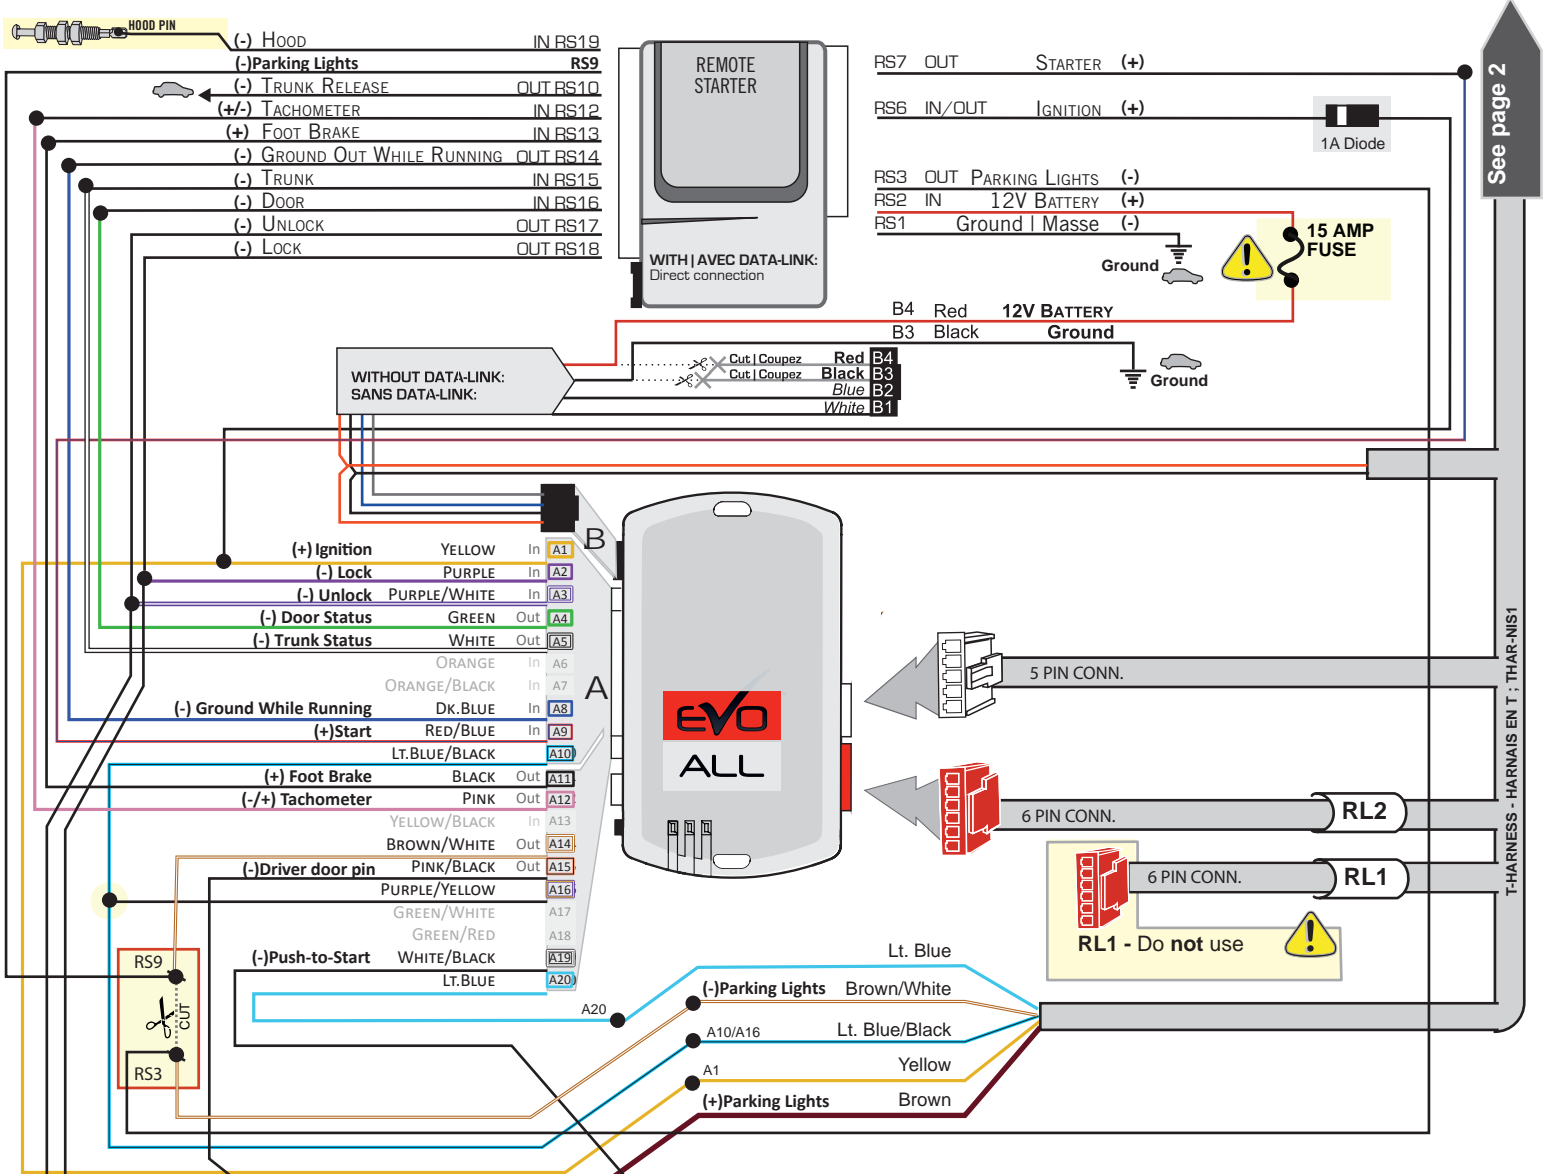 HOOD PIN
(-) HOOD IN RS19
(-)Parking Lights RS9
(-) TRUNK RELEASE OUT RS10
(+/-) TACHOMETER IN RS12
(+) FOOT BRAKE IN RS13
(-) GROUND OUT WHILE RUNNING OUT RS14
(-) TRUNK IN RS15
(-) DOOR IN RS16
(-) UNLOCK OUT RS17
(-) LOCK OUT RS18
REMOTE
STARTER
WITH | AVEC DATA-LINK:
Direct connection
RS7 OUT STARTER (+)
RS6 IN/OUT IGNITION (+)
1A Diode
RS3 OUT PARKING LIGHTS (-)
RS2 IN 12V BATTERY (+)
RS1 Ground | Masse (-)
Ground
15 AMP
FUSE
See page 2
B4 Red 12V BATTERY
B3 Black Ground
Ground
WITHOUT DATA-LINK:
SANS DATA-LINK:
Cut | Coupez Red B4
Cut | Coupez Black B3
Blue B2
White B1
B
A
(+) Ignition YELLOW In A1
(-) Lock PURPLE In A2
(-) Unlock PURPLE/WHITE In A3
(-) Door Status GREEN Out A4
(-) Trunk Status WHITE Out A5
ORANGE In A6
ORANGE/BLACK In A7
(-) Ground While Running DK.BLUE In A8
(+)Start RED/BLUE In A9
LT.BLUE/BLACK A10
(+) Foot Brake BLACK Out A11
(-/+) Tachometer PINK Out A12
YELLOW/BLACK In A13
BROWN/WHITE Out A14
(-)Driver door pin PINK/BLACK Out A15
PURPLE/YELLOW A16
GREEN/WHITE A17
GREEN/RED A18
(-)Push-to-Start WHITE/BLACK A19
LT.BLUE A20
EVO
ALL
5 PIN CONN.
6 PIN CONN. RL2
6 PIN CONN. RL1
RL1 - Do not use
T-HARNESS - HARNAIS EN T ; THAR-NIS1
RS9
CUT
RS3
A20 Lt. Blue
(-)Parking Lights Brown/White
A10/A16 Lt. Blue/Black
A1 Yellow
(+)Parking Lights Brown